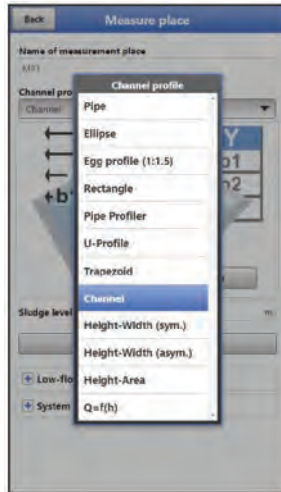 Back
Measure place
Name of measurement place
Channel pro
Channel profile
Channel
Pipe
Ellipse
Egg profile (1:1.5)
Rectangle
Pipe Profiler
U-Profile
Trapezoid
Channel
Height-Width (sym.)
Height-Width (asym.)
Height-Area
Q=f(h)
Y
b1
b2
b'
Sludge level
m
Low-flo
System